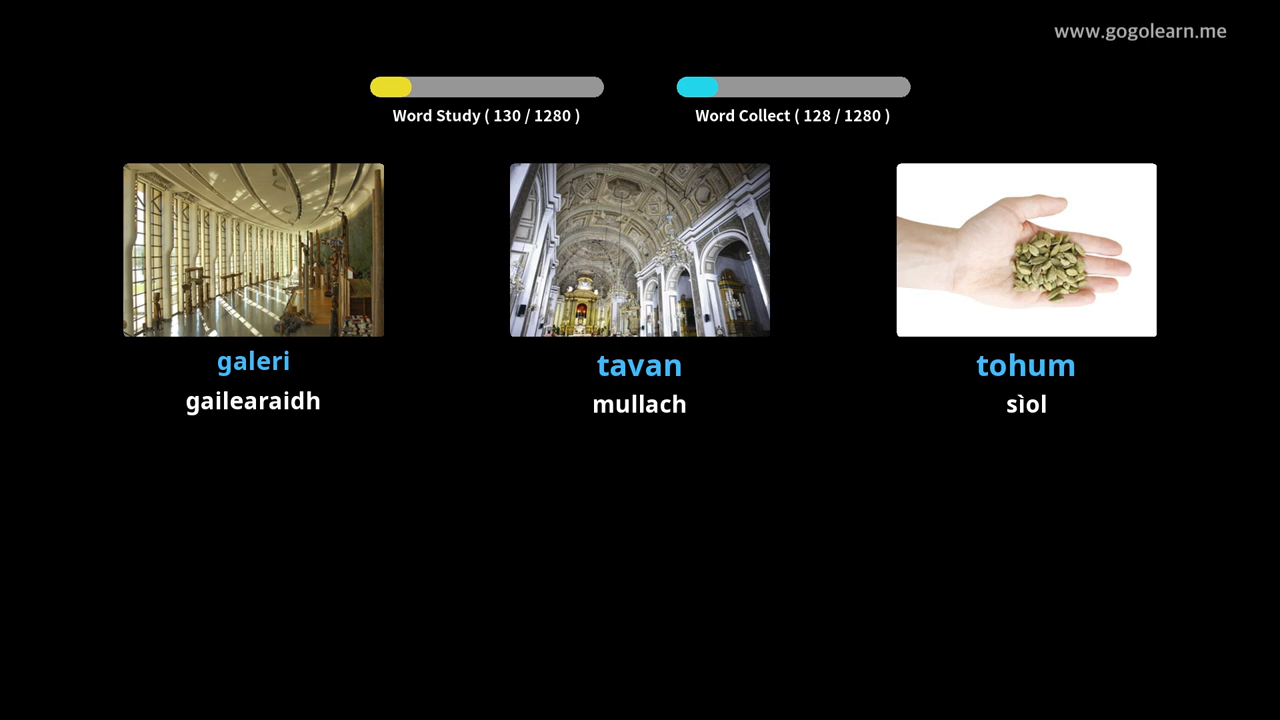 www.gogolearn.me
Word Study ( 130 / 1280 )
Word Collect ( 128 / 1280 )
galeri
gailearaidh
tavan
mullach
tohum
sìol